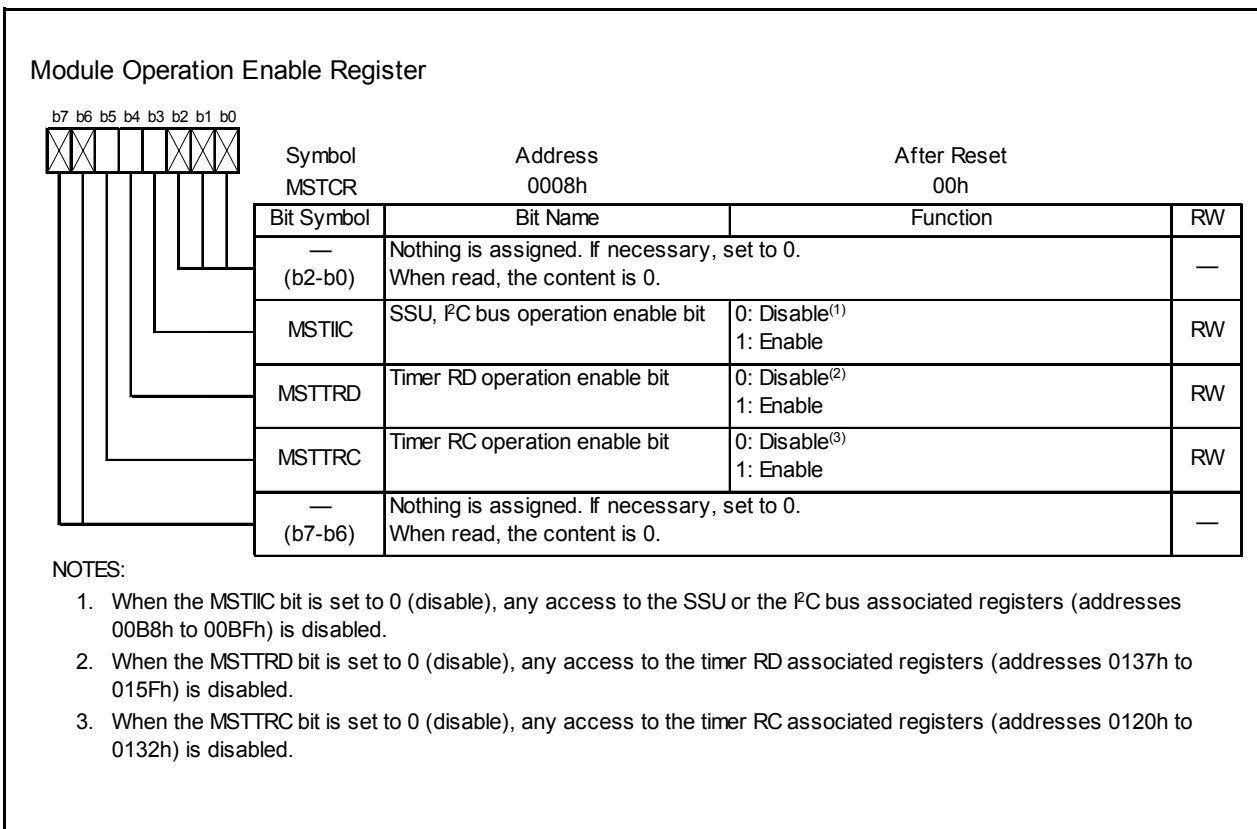 Module Operation Enable Register
b7 b6 b5 b4 b3 b2 b1 b0
Symbol Address After Reset
MSTCR 0008h 00h
Bit Symbol Bit Name Function RW
—
(b2-b0)
Nothing is assigned. If necessary, set to 0.
When read, the content is 0.
—
MSTIIC
SSU, I²C bus operation enable bit
0: Disable(1)
1: Enable
RW
MSTTRD
Timer RD operation enable bit
0: Disable(2)
1: Enable
RW
MSTTRC
Timer RC operation enable bit
0: Disable(3)
1: Enable
RW
—
(b7-b6)
Nothing is assigned. If necessary, set to 0.
When read, the content is 0.
—
NOTES:
1. When the MSTIIC bit is set to 0 (disable), any access to the SSU or the I²C bus associated registers (addresses
00B8h to 00BFh) is disabled.
2. When the MSTTRD bit is set to 0 (disable), any access to the timer RD associated registers (addresses 0137h to
015Fh) is disabled.
3. When the MSTTRC bit is set to 0 (disable), any access to the timer RC associated registers (addresses 0120h to
0132h) is disabled.